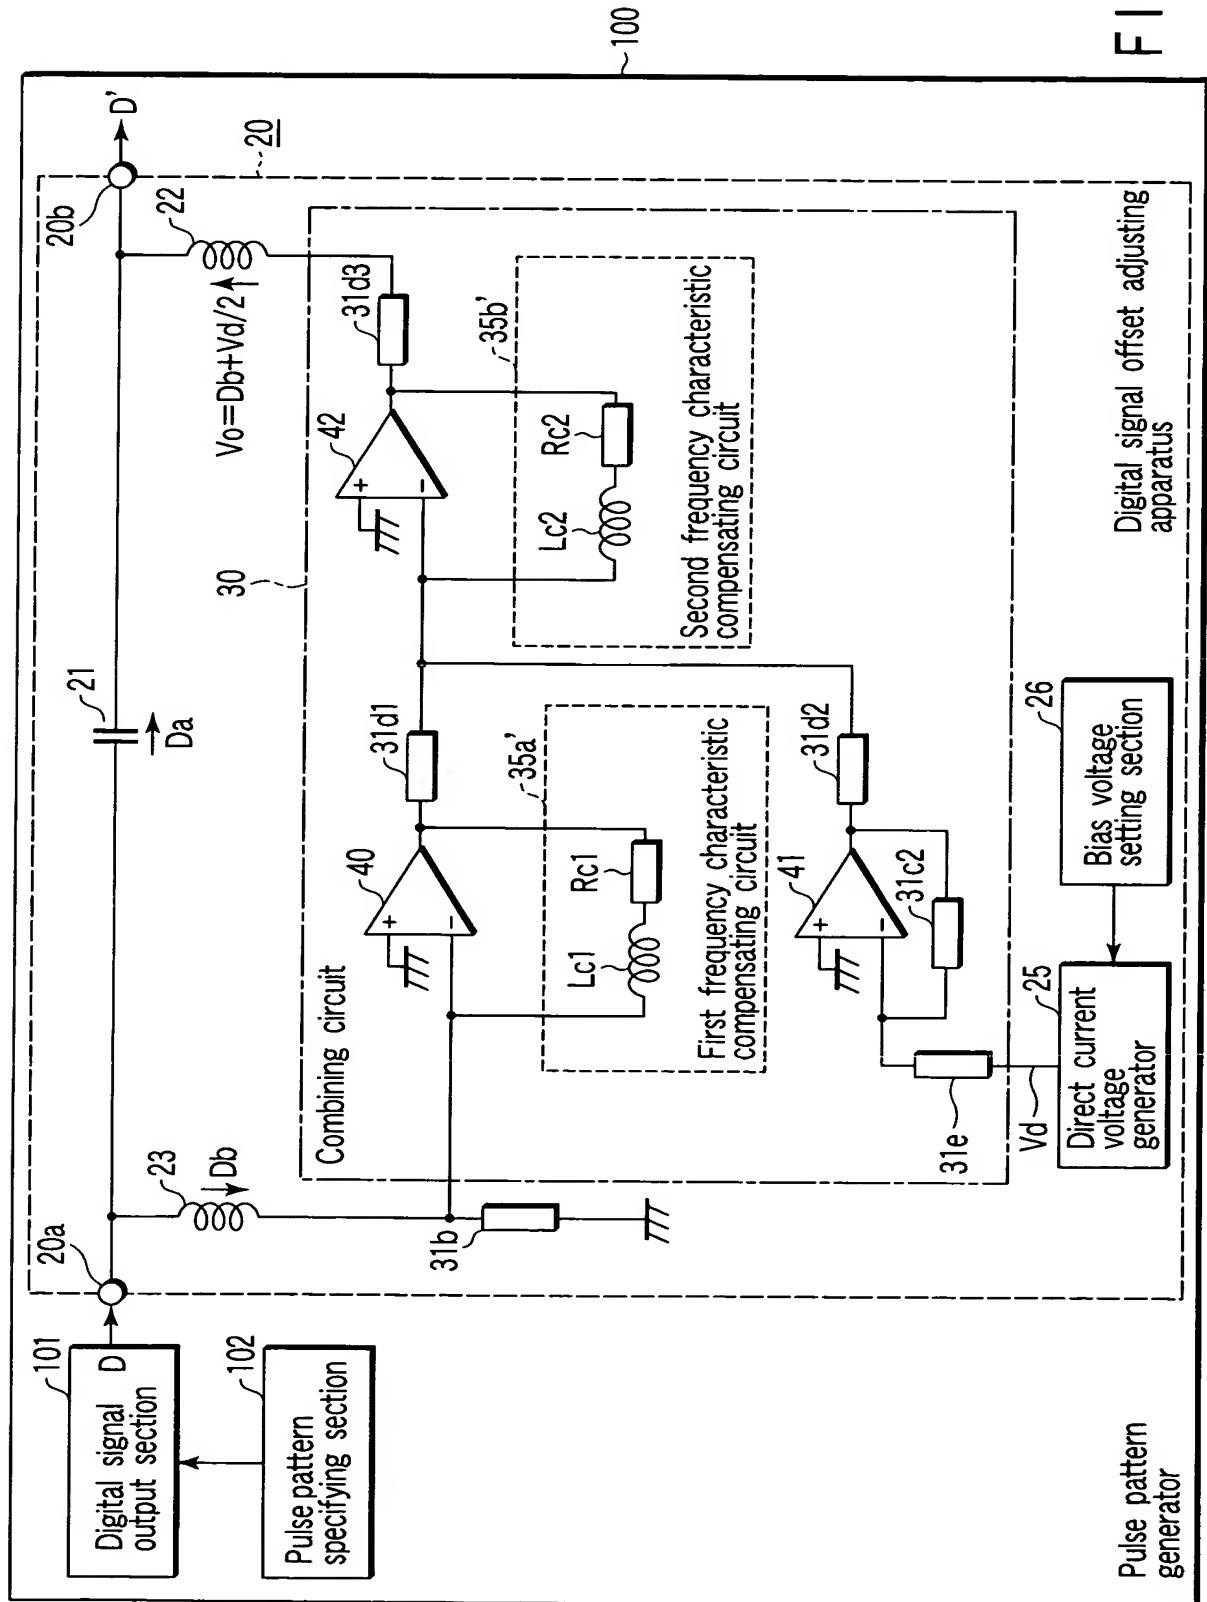 F I
100
D'
20b
20
22
Vo=Db+Vd/2
31d3
35b'
42
+
-
Rc2
Lc2
Second frequency characteristic
compensating circuit
30
21
Da
31d1
31d2
35a'
40
+
-
Rc1
Lc1
First frequency characteristic
compensating circuit
41
+
-
31c2
31e
Combining circuit
Digital signal offset adjusting
apparatus
26
Bias voltage
setting section
25
Direct current
voltage
generator
Vd
23
Db
31b
20a
101
D
Digital signal
output section
102
Pulse pattern
specifying section
Pulse pattern
generator